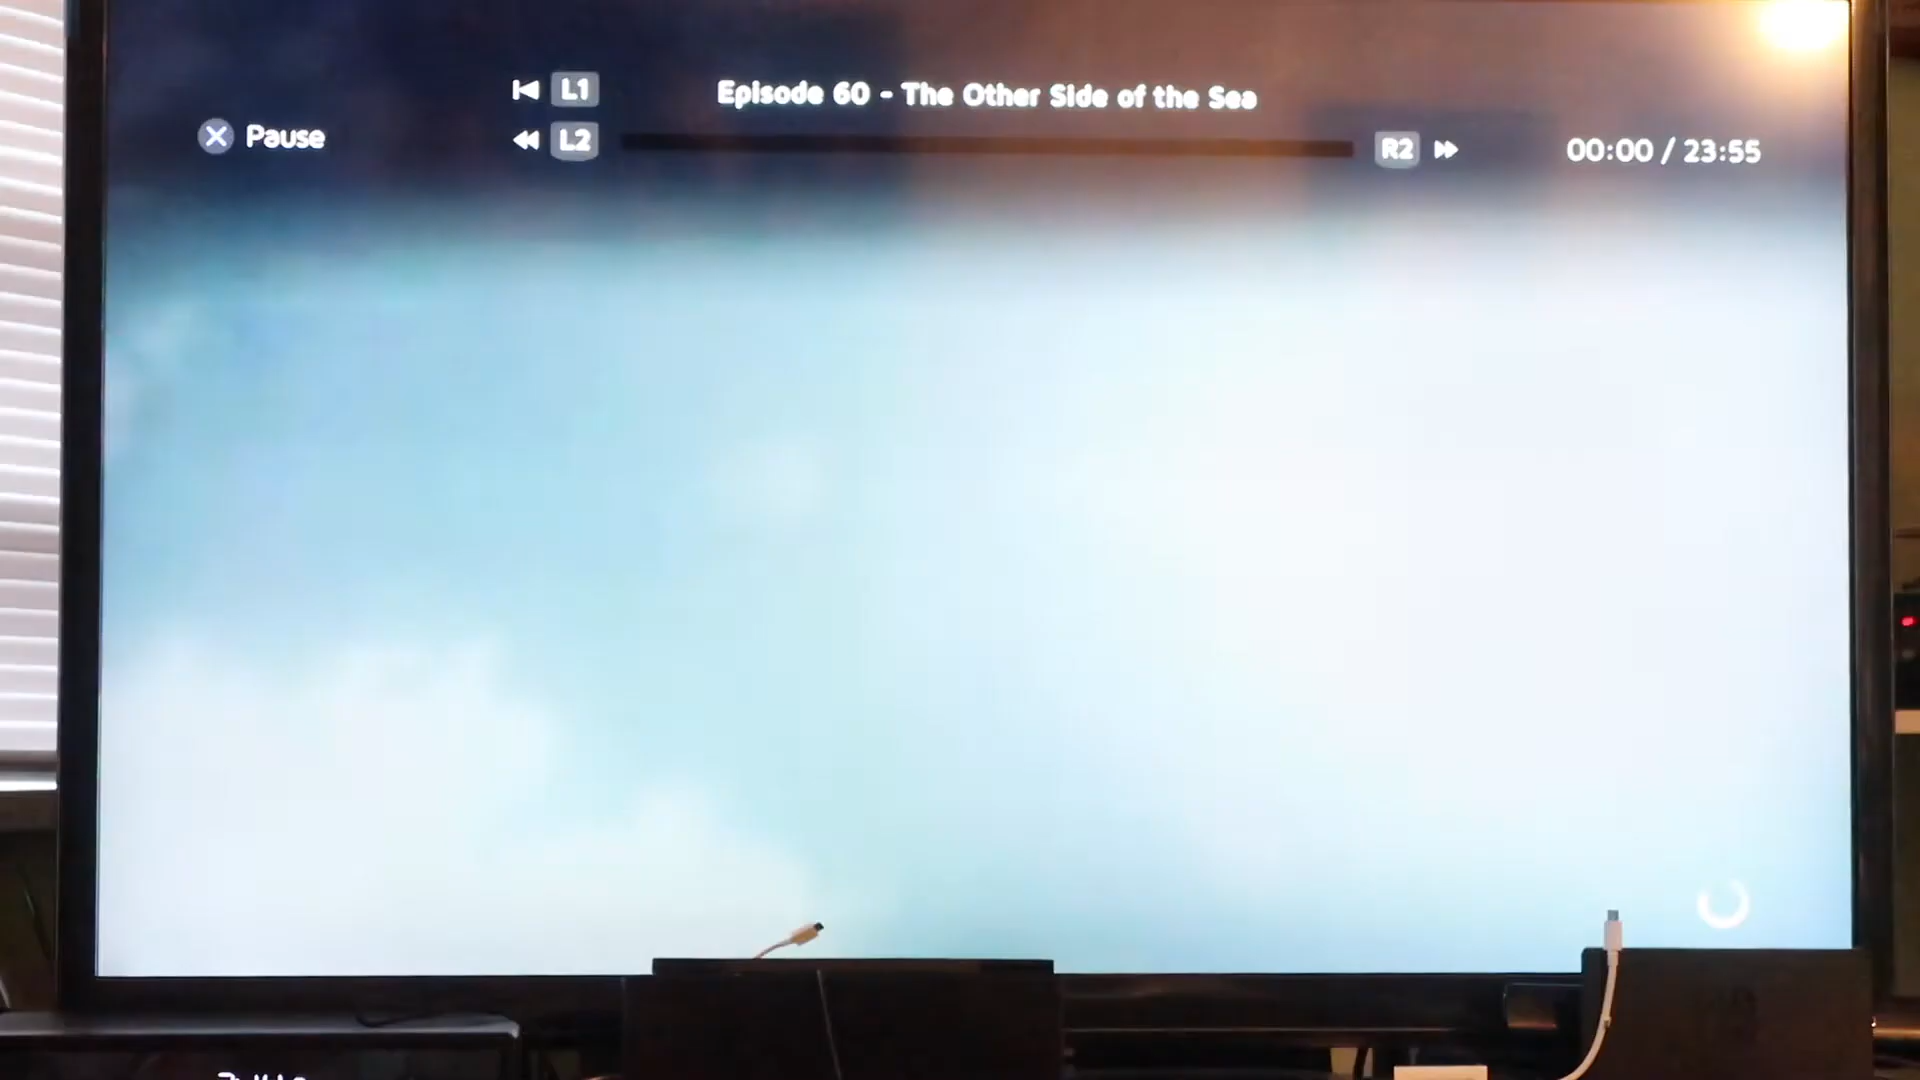 L1
Episode 60 - The Other Side of the Sea
Pause
L2
R2
00:00 / 23:55